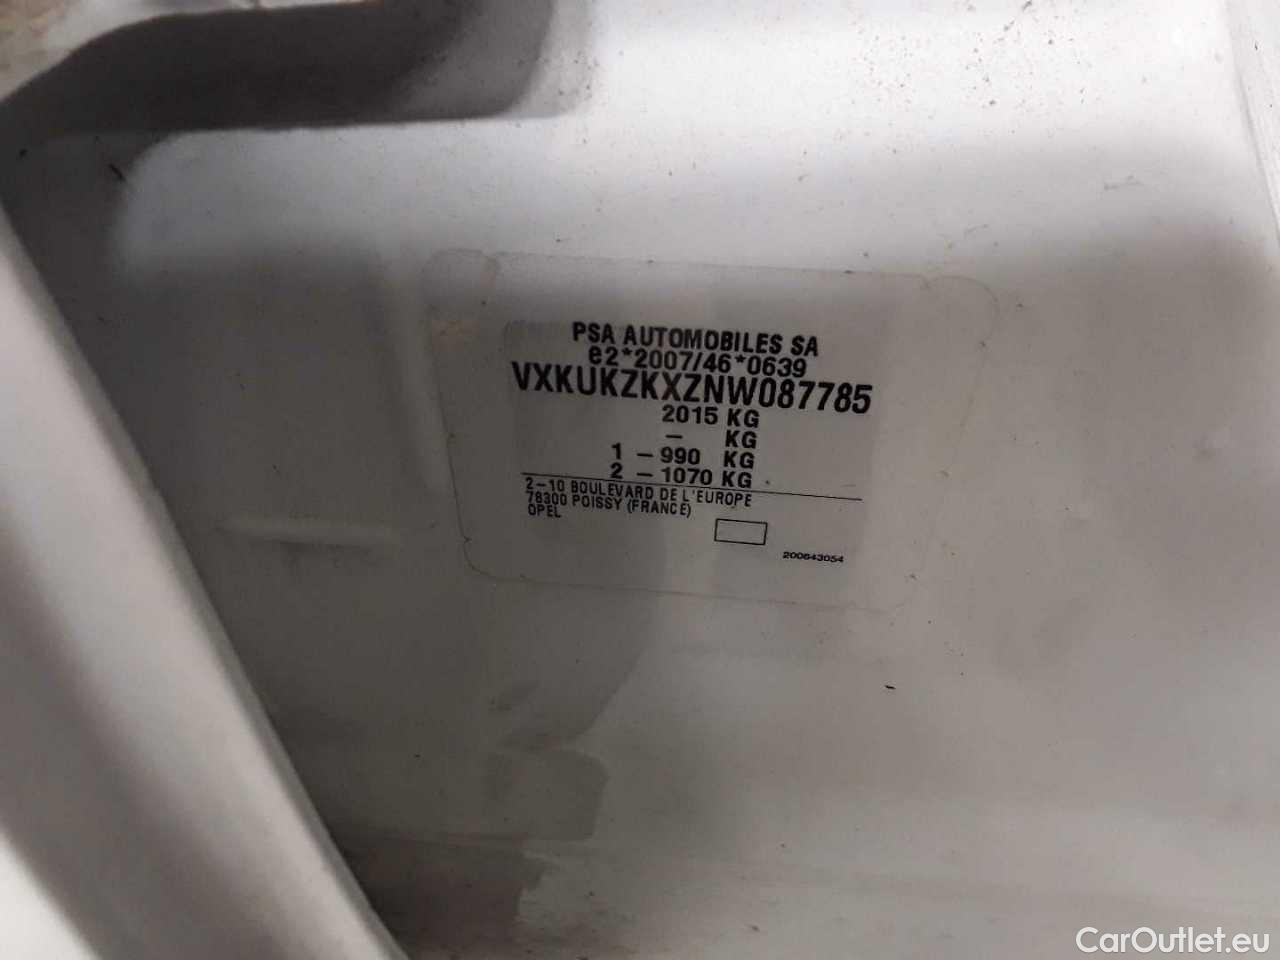 PSA AUTOMOBILES SA
e2*2007/46*0639
VXKUKZKXZNW087785
2015 KG
– KG
1 – 990 KG
2 – 1070 KG
2-10 BOULEVARD DE L'EUROPE
78300 POISSY (FRANCE)
OPEL
200643054
CarOutlet.eu